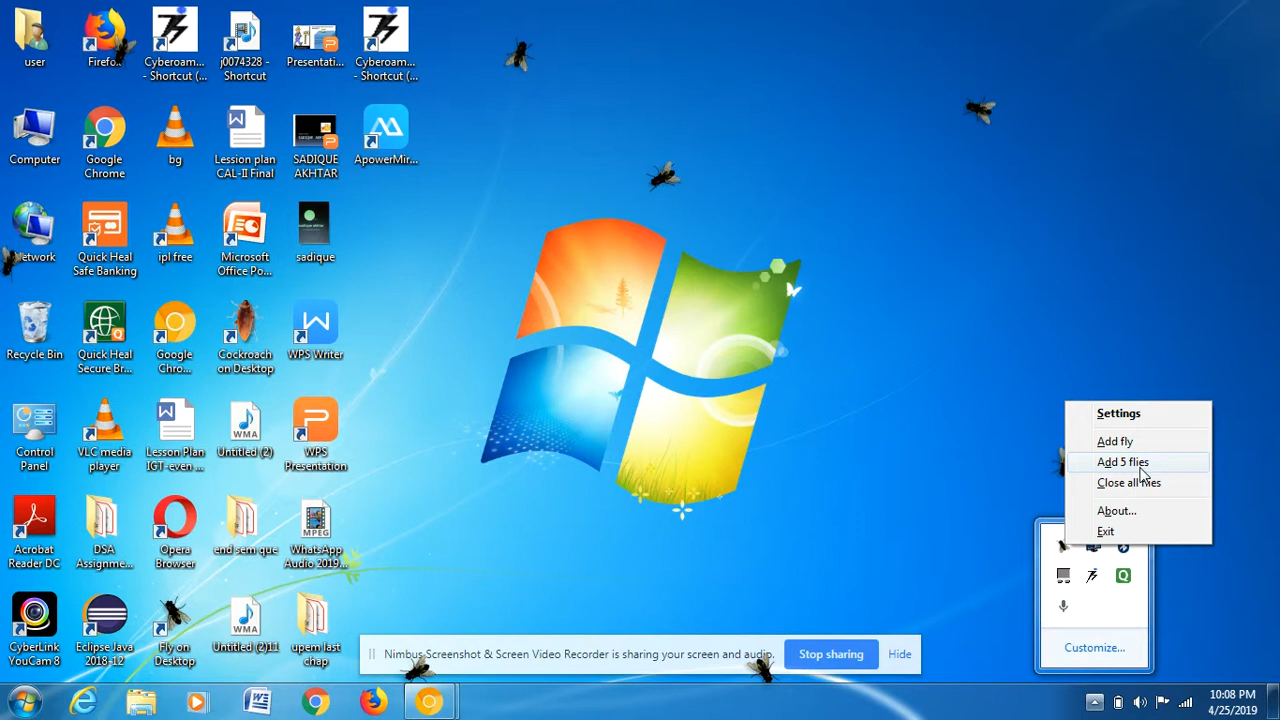 user
Firefox
Cyberoam...
- Shortcut (...
j0074328 -
Shortcut
Presentati...
Cyberoam...
- Shortcut (...
Computer
Google
Chrome
bg
Lession plan
CAL-II Final
SADIQUE
AKHTAR
ApowerMir...
Network
Quick Heal
Safe Banking
ipl free
Microsoft
Office Po...
sadique
Recycle Bin
Quick Heal
Secure Br...
Google
Chro...
Cockroach
on Desktop
WPS Writer
Control
Panel
VLC media
player
Lesson Plan
IGT-even ...
WMA
Untitled (2)
WPS
Presentation
Acrobat
Reader DC
DSA
Assignme...
Opera
Browser
end sem que
MPEG
WhatsApp
Audio 2019...
CyberLink
YouCam 8
Eclipse Java
2018-12
Fly on
Desktop
WMA
Untitled (2)11
upem last
chap
Settings
Add fly
Add 5 flies
Close all flies
About...
Exit
Customize...
Nimbus Screenshot & Screen Video Recorder is sharing your screen and audio.
Stop sharing
Hide
10:08 PM
4/25/2019